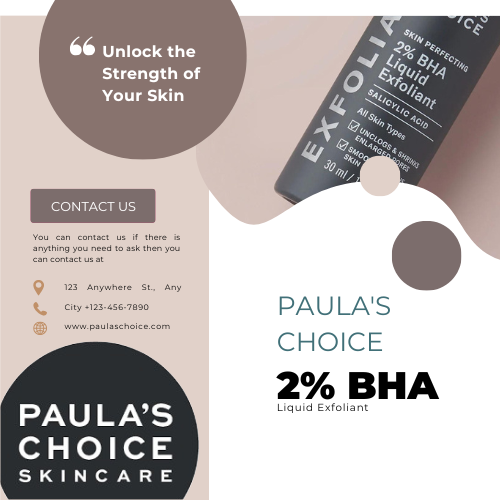 ❝ Unlock the
Strength of
Your Skin
CONTACT US
You can contact us if there is
anything you need to ask then you
can contact us at
123 Anywhere St., Any
City +123-456-7890
www.paulaschoice.com
PAULA'S
CHOICE
SKINCARE
EXFOLIA
CHOICE
SKIN PERFECTING
2% BHA
Liquid
Exfoliant
SALICYLIC ACID
All Skin Types
UNCLOGS & SHRINKS
ENLARGED PORES
SKIN
30 ml /
PAULA'S
CHOICE
2% BHA
Liquid Exfoliant